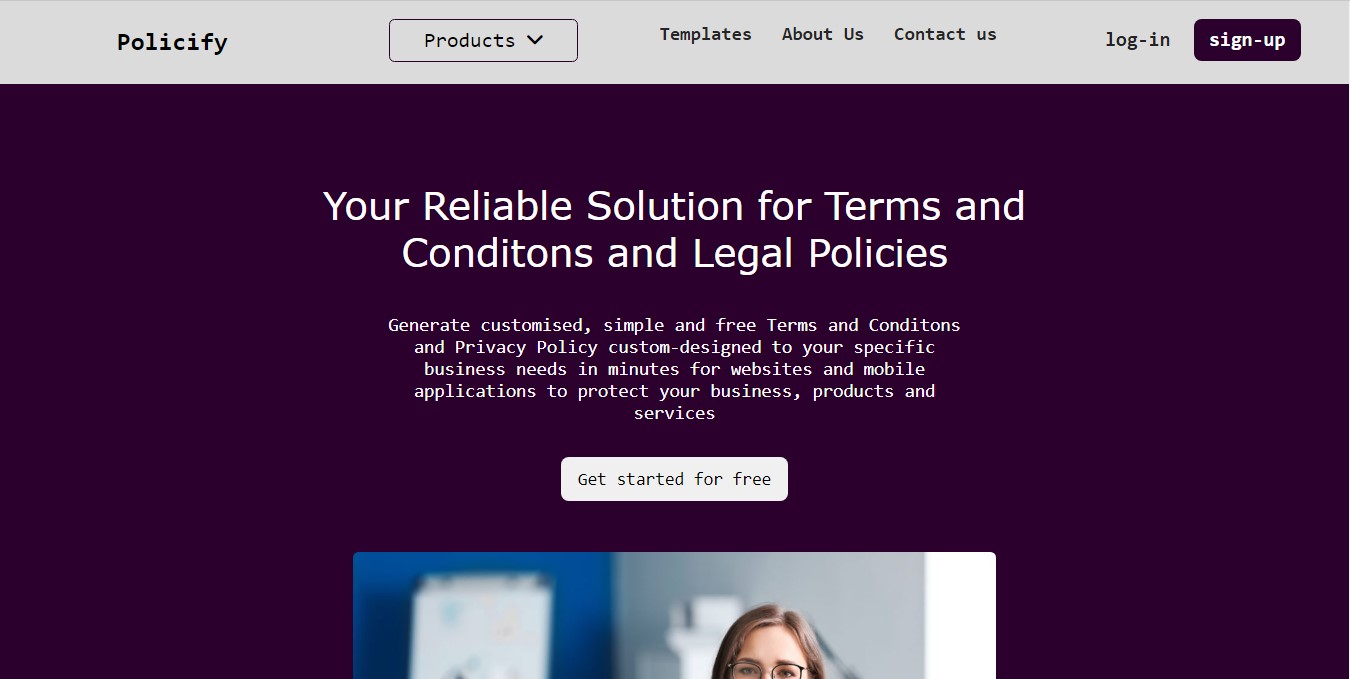 Policify
Products
Templates
About Us
Contact us
log-in
sign-up
Your Reliable Solution for Terms and
Conditons and Legal Policies
Generate customised, simple and free Terms and Conditons
and Privacy Policy custom-designed to your specific
business needs in minutes for websites and mobile
applications to protect your business, products and
services
Get started for free